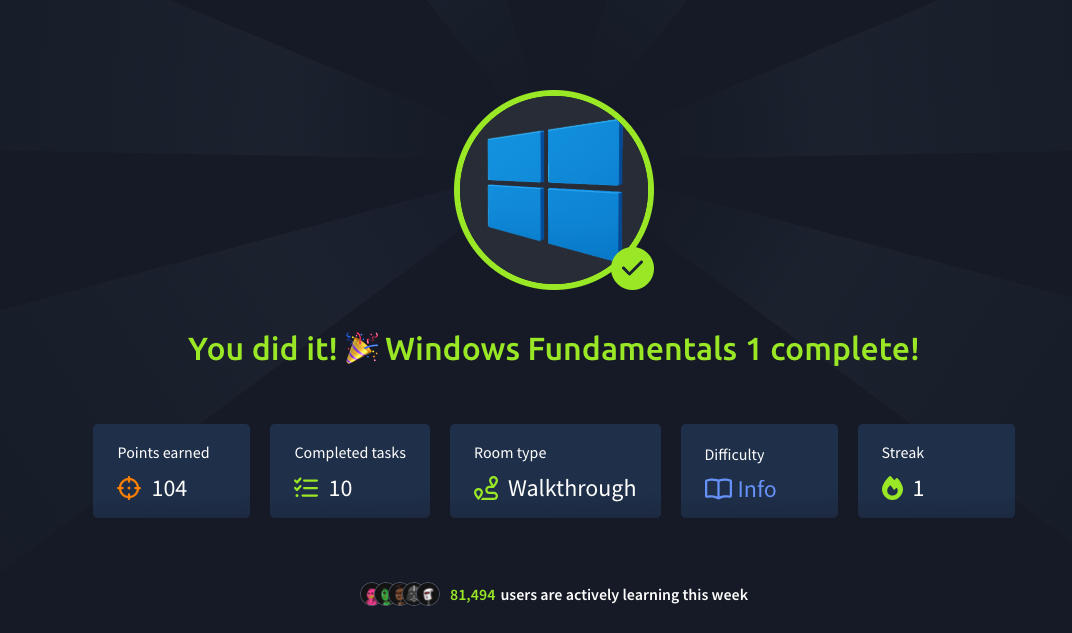 You did it! 🎉 Windows Fundamentals 1 complete!
Points earned
104
Completed tasks
10
Room type
Walkthrough
Difficulty
Info
Streak
1
81,494 users are actively learning this week